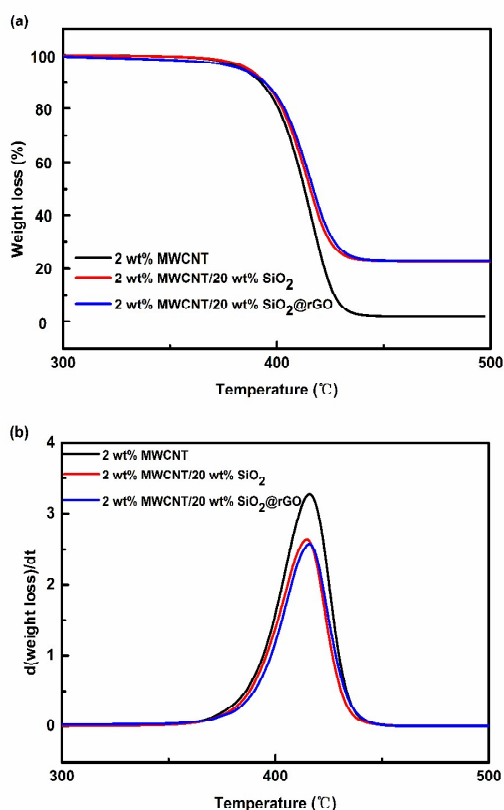 (a)
100
80
60
40
20
0
Weight loss (%)
2 wt% MWCNT
2 wt% MWCNT/20 wt% SiO2
2 wt% MWCNT/20 wt% SiO2@rGO
300
400
500
Temperature (℃)
(b)
4
3
2
1
0
d(weight loss)/dt
2 wt% MWCNT
2 wt% MWCNT/20 wt% SiO2
2 wt% MWCNT/20 wt% SiO2@rGO
300
400
500
Temperature (℃)